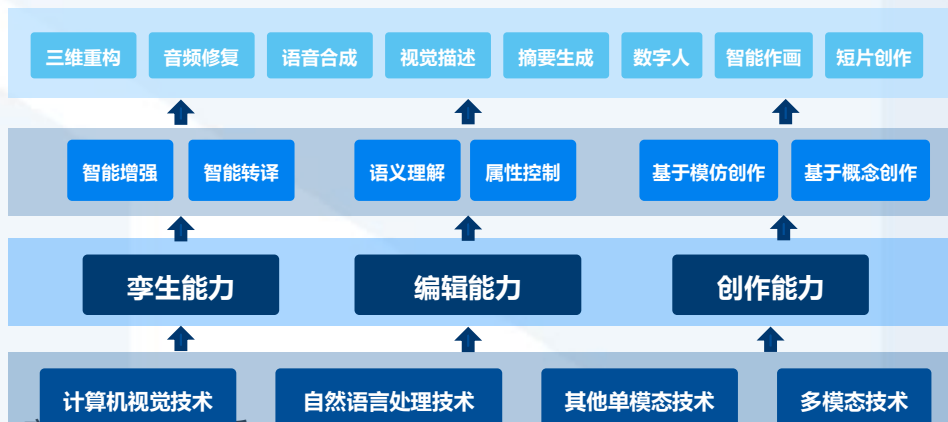 三维重构 音频修复 语音合成 视觉描述 摘要生成 数字人 智能作画 短片创作
智能增强 智能转译 语义理解 属性控制 基于模仿创作 基于概念创作
孪生能力 编辑能力 创作能力
计算机视觉技术 自然语言处理技术 其他单模态技术 多模态技术